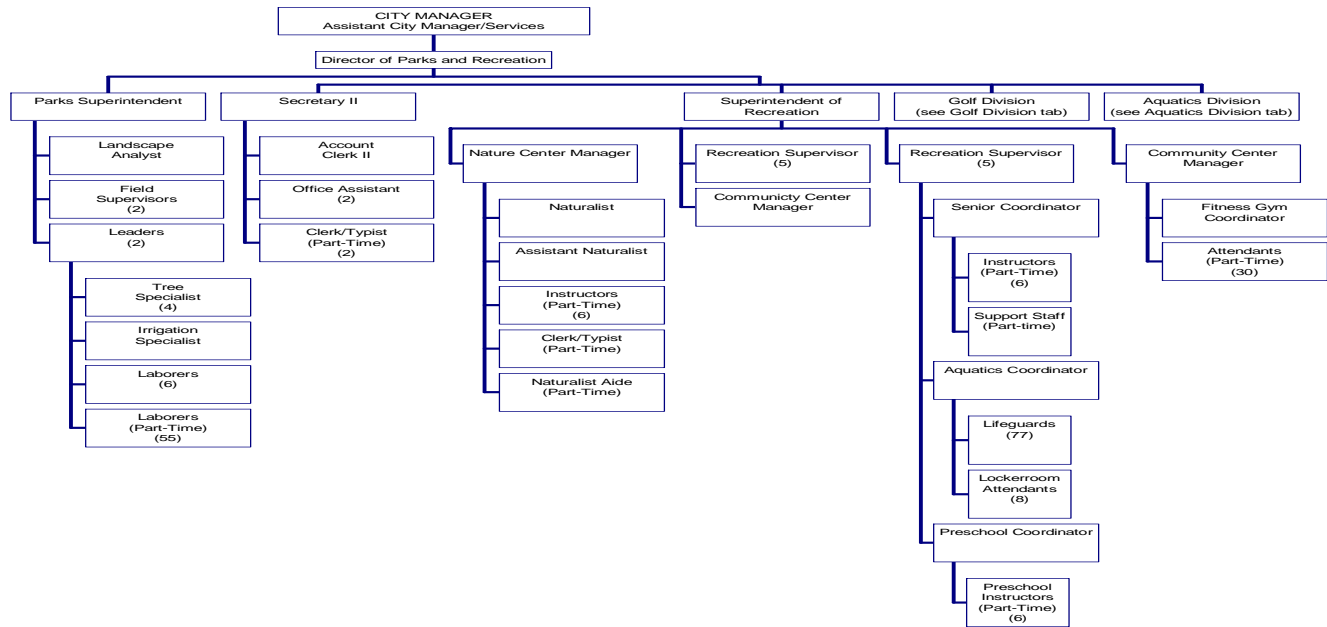 CITY MANAGER
Assistant City Manager/Services
Director of Parks and Recreation
Parks Superintendent
Secretary II
Superintendent of
Recreation
Golf Division
(see Golf Division tab)
Aquatics Division
(see Aquatics Division tab)
Landscape
Analyst
Field
Supervisors
(2)
Leaders
(2)
Tree
Specialist
(4)
Irrigation
Specialist
Laborers
(6)
Laborers
(Part-Time)
(55)
Account
Clerk II
Office Assistant
(2)
Clerk/Typist
(Part-Time)
(2)
Nature Center Manager
Naturalist
Assistant Naturalist
Instructors
(Part-Time)
(6)
Clerk/Typist
(Part-Time)
Naturalist Aide
(Part-Time)
Recreation Supervisor
(5)
Communicty Center
Manager
Recreation Supervisor
(5)
Senior Coordinator
Instructors
(Part-Time)
(6)
Support Staff
(Part-time)
Aquatics Coordinator
Lifeguards
(77)
Lockerroom
Attendants
(8)
Preschool Coordinator
Preschool
Instructors
(Part-Time)
(6)
Community Center
Manager
Fitness Gym
Coordinator
Attendants
(Part-Time)
(30)